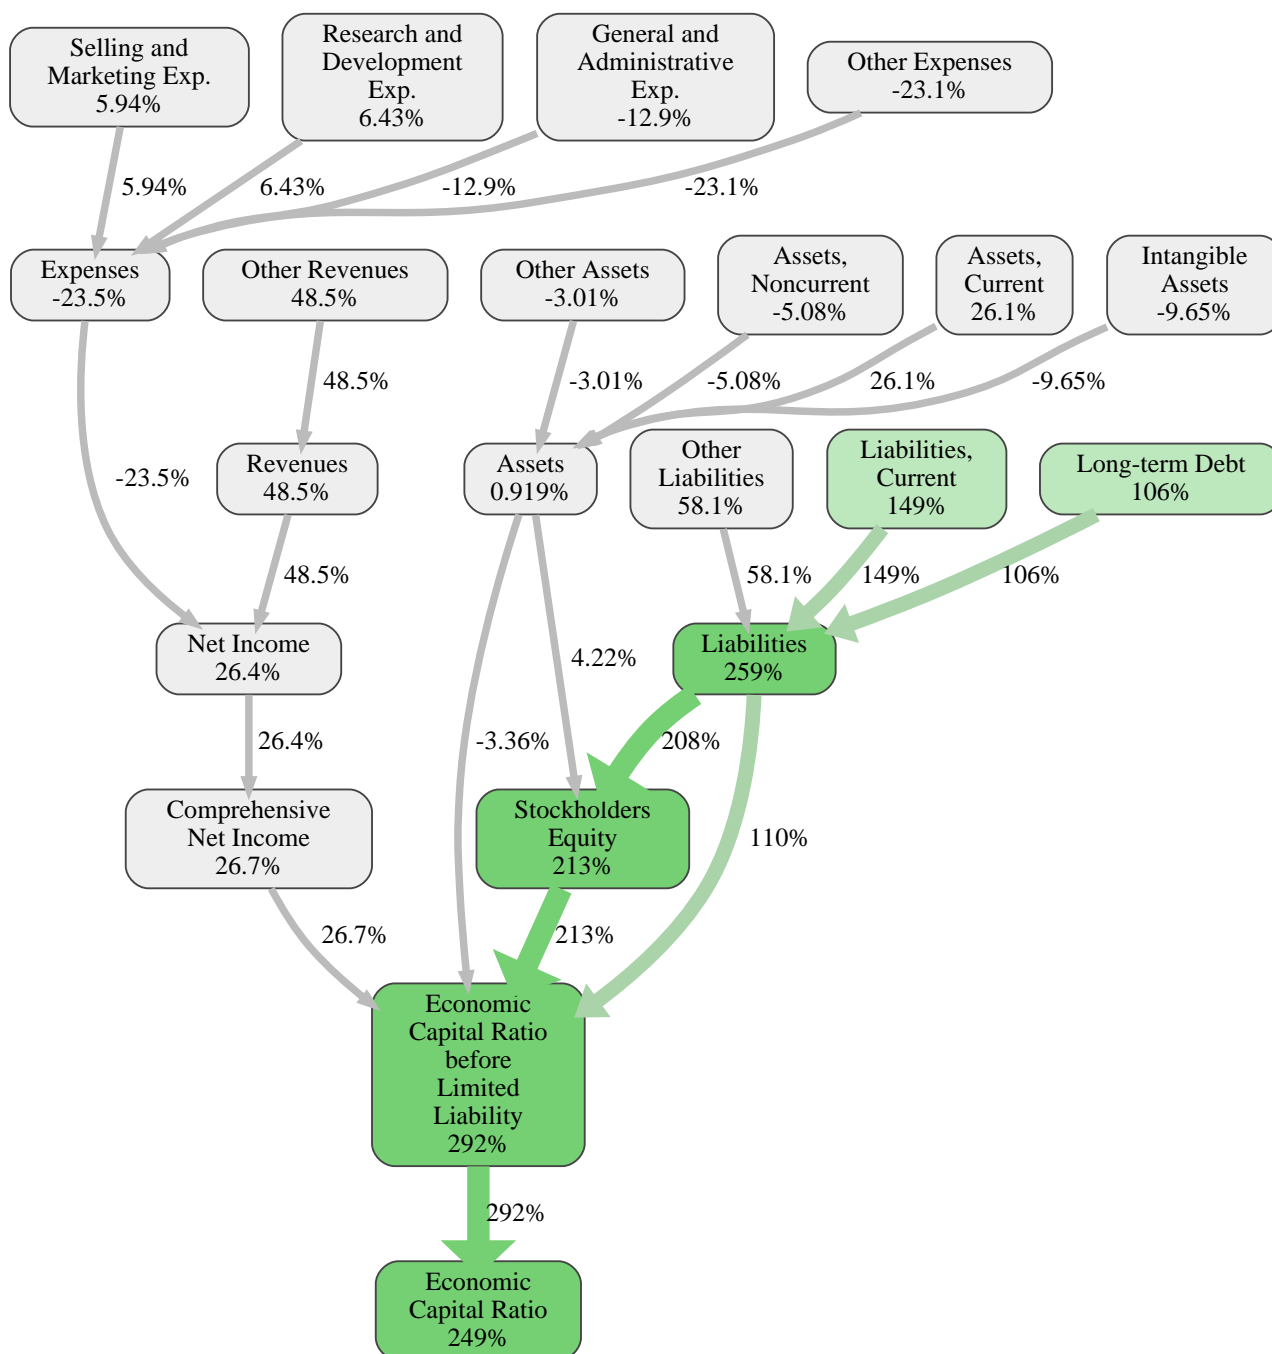 Selling and
Marketing Exp.
5.94%
Research and
Development
Exp.
6.43%
General and
Administrative
Exp.
-12.9%
Other Expenses
-23.1%
5.94%
6.43%
-12.9%
-23.1%
Expenses
-23.5%
Other Revenues
48.5%
Other Assets
-3.01%
Assets,
Noncurrent
-5.08%
Assets,
Current
26.1%
Intangible
Assets
-9.65%
48.5%
-3.01%
-5.08%
26.1%
-9.65%
Revenues
48.5%
Assets
0.919%
Other
Liabilities
58.1%
Liabilities,
Current
149%
Long-term Debt
106%
-23.5%
48.5%
58.1%
149%
106%
Net Income
26.4%
4.22%
Liabilities
259%
26.4%
-3.36%
208%
Comprehensive
Net Income
26.7%
Stockholders
Equity
213%
110%
26.7%
213%
Economic
Capital Ratio
before
Limited
Liability
292%
292%
Economic
Capital Ratio
249%